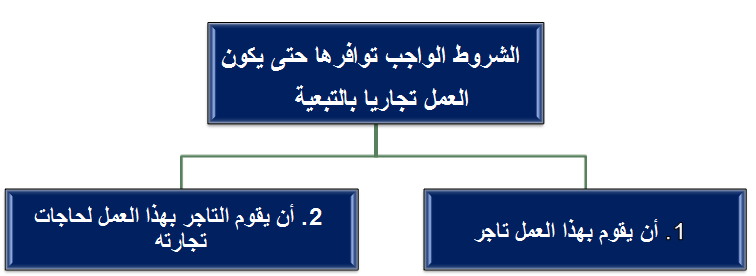 الشروط الواجب توافرها حتى يكون
العمل تجاريا بالتبعية
1. أن يقوم بهذا العمل تاجر
2. أن يقوم التاجر بهذا العمل لحاجات
تجارته